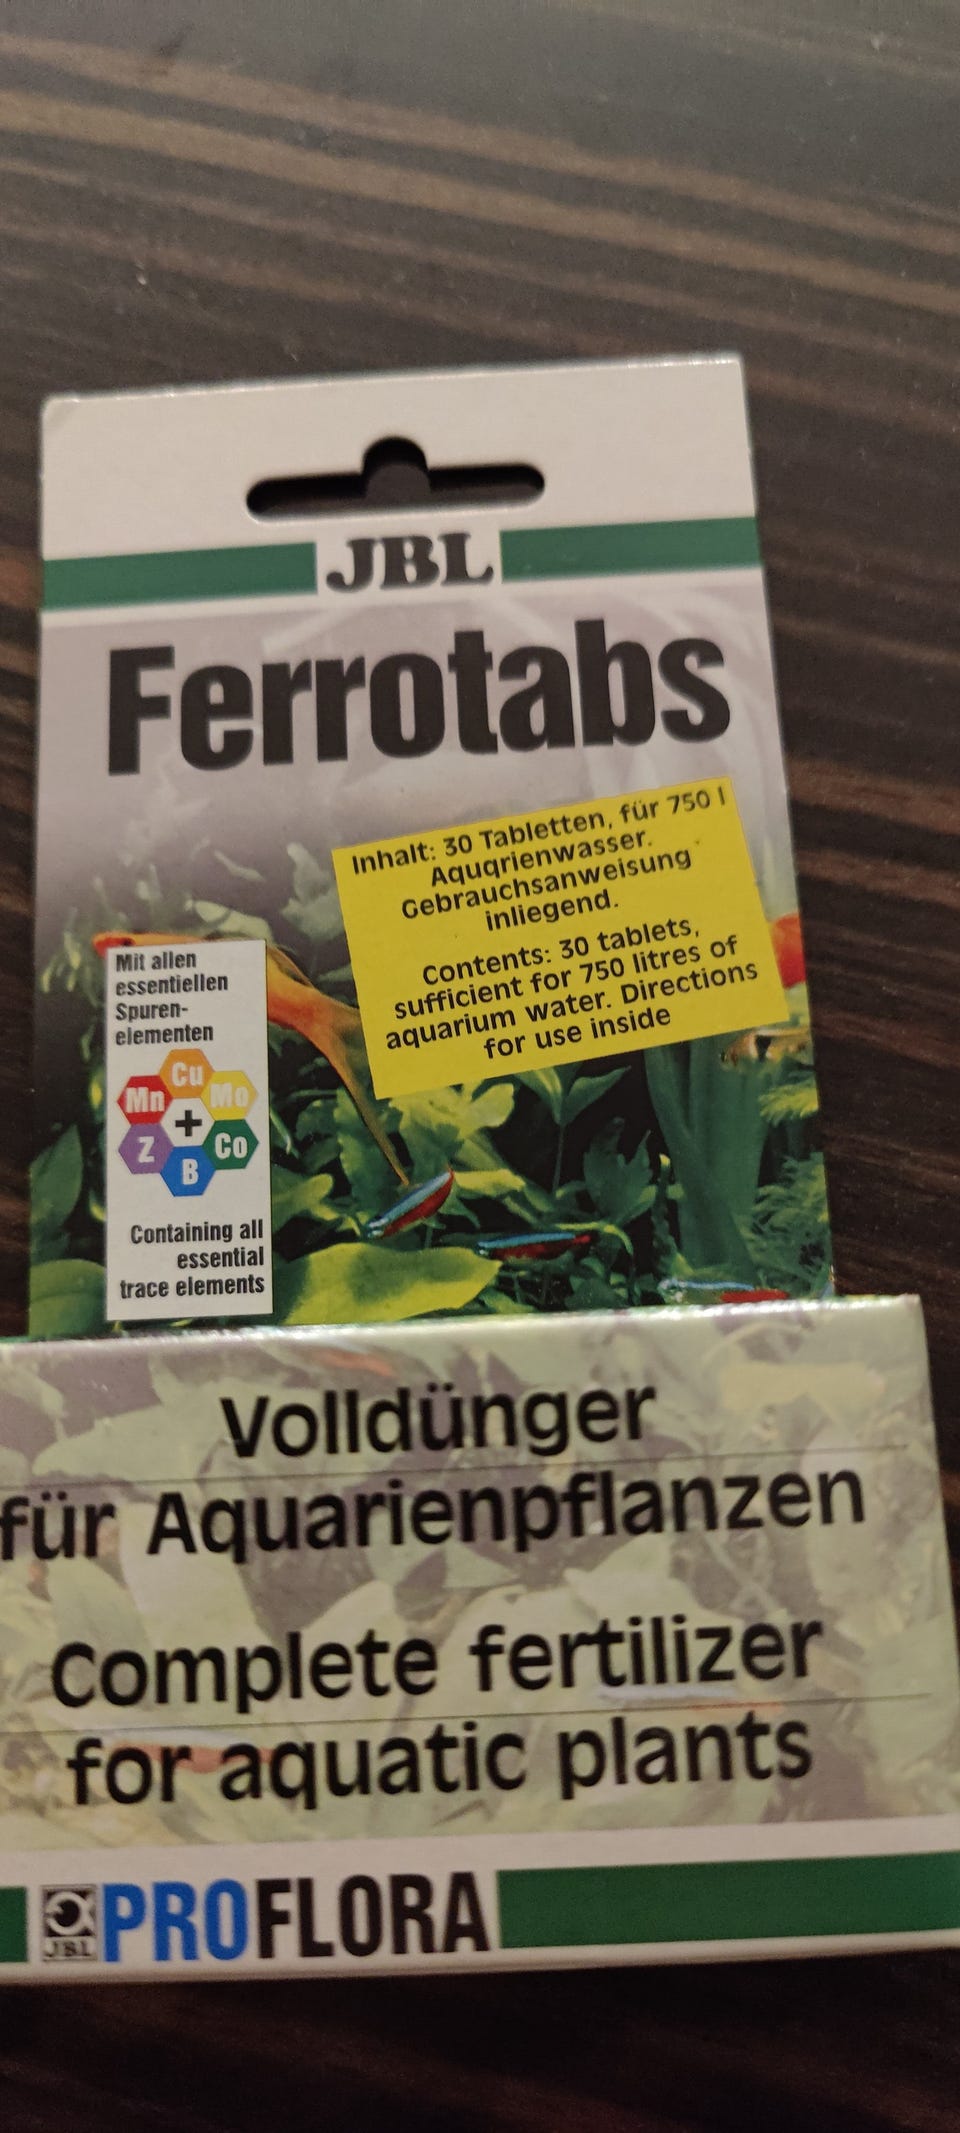 JBL
Ferrotabs
Inhalt: 30 Tabletten, für 750 l
Aquqrienwasser.
Gebrauchsanweisung
inliegend.
Contents: 30 tablets,
sufficient for 750 litres of
aquarium water. Directions
for use inside
Mit allen
essentiellen
Spuren-
elementen
Cu
Mn
Mo
+
Z
Co
B
Containing all
essential
trace elements
Volldünger
für Aquarienpflanzen
Complete fertilizer
for aquatic plants
JBL PROFLORA